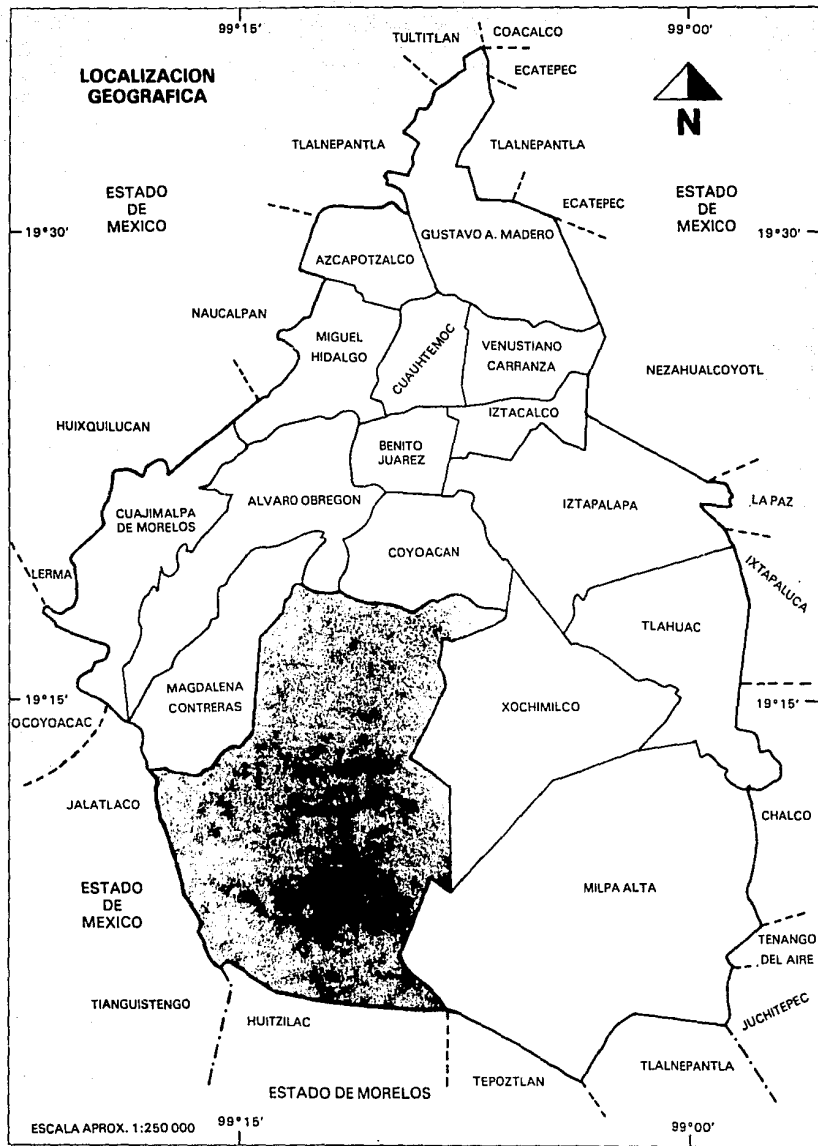 99°15'
99°00'
COACALCO
TULTITLAN
LOCALIZACION
GEOGRAFICA
ECATEPEC
N
TLALNEPANTLA
TLALNEPANTLA
ESTADO
DE
MEXICO
ECATEPEC
ESTADO
DE
MEXICO
19°30'
GUSTAVO A. MADERO
19°30'
AZCAPOTZALCO
NAUCALPAN
MIGUEL
HIDALGO
CUAUHTEMOC
VENUSTIANO
CARRANZA
NEZAHUALCOYOTL
IZTACALCO
HUIXQUILUCAN
BENITO
JUAREZ
CUAJIMALPA
DE MORELOS
ALVARO OBREGON
IZTAPALAPA
LA PAZ
COYOACAN
LERMA
IXTAPALUCA
TLAHUAC
MAGDALENA
CONTRERAS
XOCHIMILCO
19°15'
19°15'
OCOYOACAC
JALATLACO
CHALCO
ESTADO
DE
MEXICO
MILPA ALTA
TENANGO
DEL AIRE
TIANGUISTENGO
HUITZILAC
JUCHITEPEC
TLALNEPANTLA
ESTADO DE MORELOS
TEPOZTLAN
ESCALA APROX. 1:250 000
99°15'
99°00'